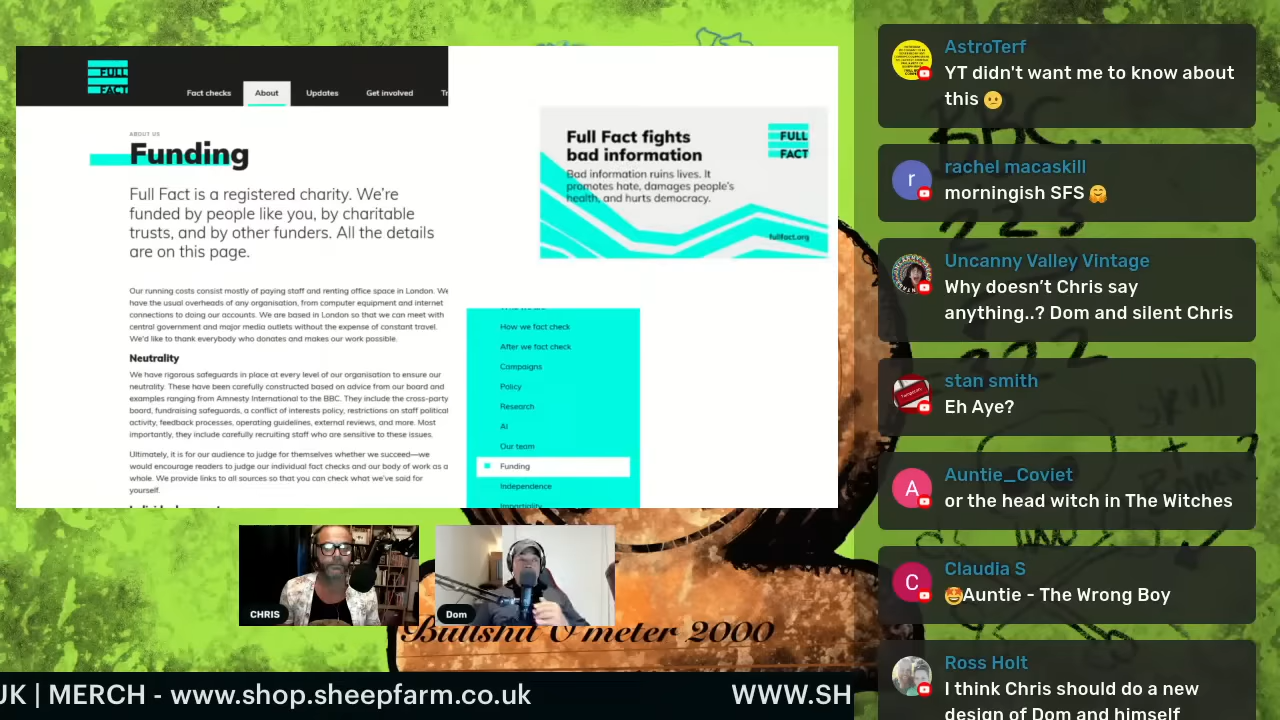 FULL
FACT
Fact checks
About
Updates
Get involved
ABOUT US
Funding
Full Fact is a registered charity. We're
funded by people like you, by charitable
trusts, and by other funders. All the details
are on this page.
Our running costs consist mostly of paying staff and renting office space in London. We
have the usual overheads of any organisation, from computer equipment and internet
connections to doing our accounts. We are based in London so that we can meet with
central government and major media outlets without the expense of constant travel.
We'd like to thank everybody who donates and makes our work possible.
Neutrality
We have rigorous safeguards in place at every level of our organisation to ensure our
neutrality. These have been carefully constructed based on advice from our board and
examples ranging from Amnesty International to the BBC. They include the cross-party
board, fundraising safeguards, a conflict of interests policy, restrictions on staff political
activity, feedback processes, operating guidelines, external reviews, and more. Most
importantly, they include carefully recruiting staff who are sensitive to these issues.
Ultimately, it is for our audience to judge for themselves whether we succeed—we
would encourage readers to judge our individual fact checks and our body of work as a
whole. We provide links to all sources so that you can check what we've said for
yourself.
Full Fact fights
bad information
Bad information ruins lives. It
promotes hate, damages people's
health, and hurts democracy.
FULL
FACT
fullfact.org
How we fact check
After we fact check
Campaigns
Policy
Research
AI
Our team
Funding
Independence
Impartiality
CHRIS
Dom
Bullshit O meter 2000
UK | MERCH - www.shop.sheepfarm.co.uk
WWW.SH
AstroTerf
YT didn't want me to know about
this 😕
rachel macaskill
morningish SFS 🤗
Uncanny Valley Vintage
Why doesn't Chris say
anything..? Dom and silent Chris
stan smith
Eh Aye?
Auntie_Coviet
or the head witch in The Witches
Claudia S
🤩Auntie - The Wrong Boy
Ross Holt
I think Chris should do a new
design of Dom and himself